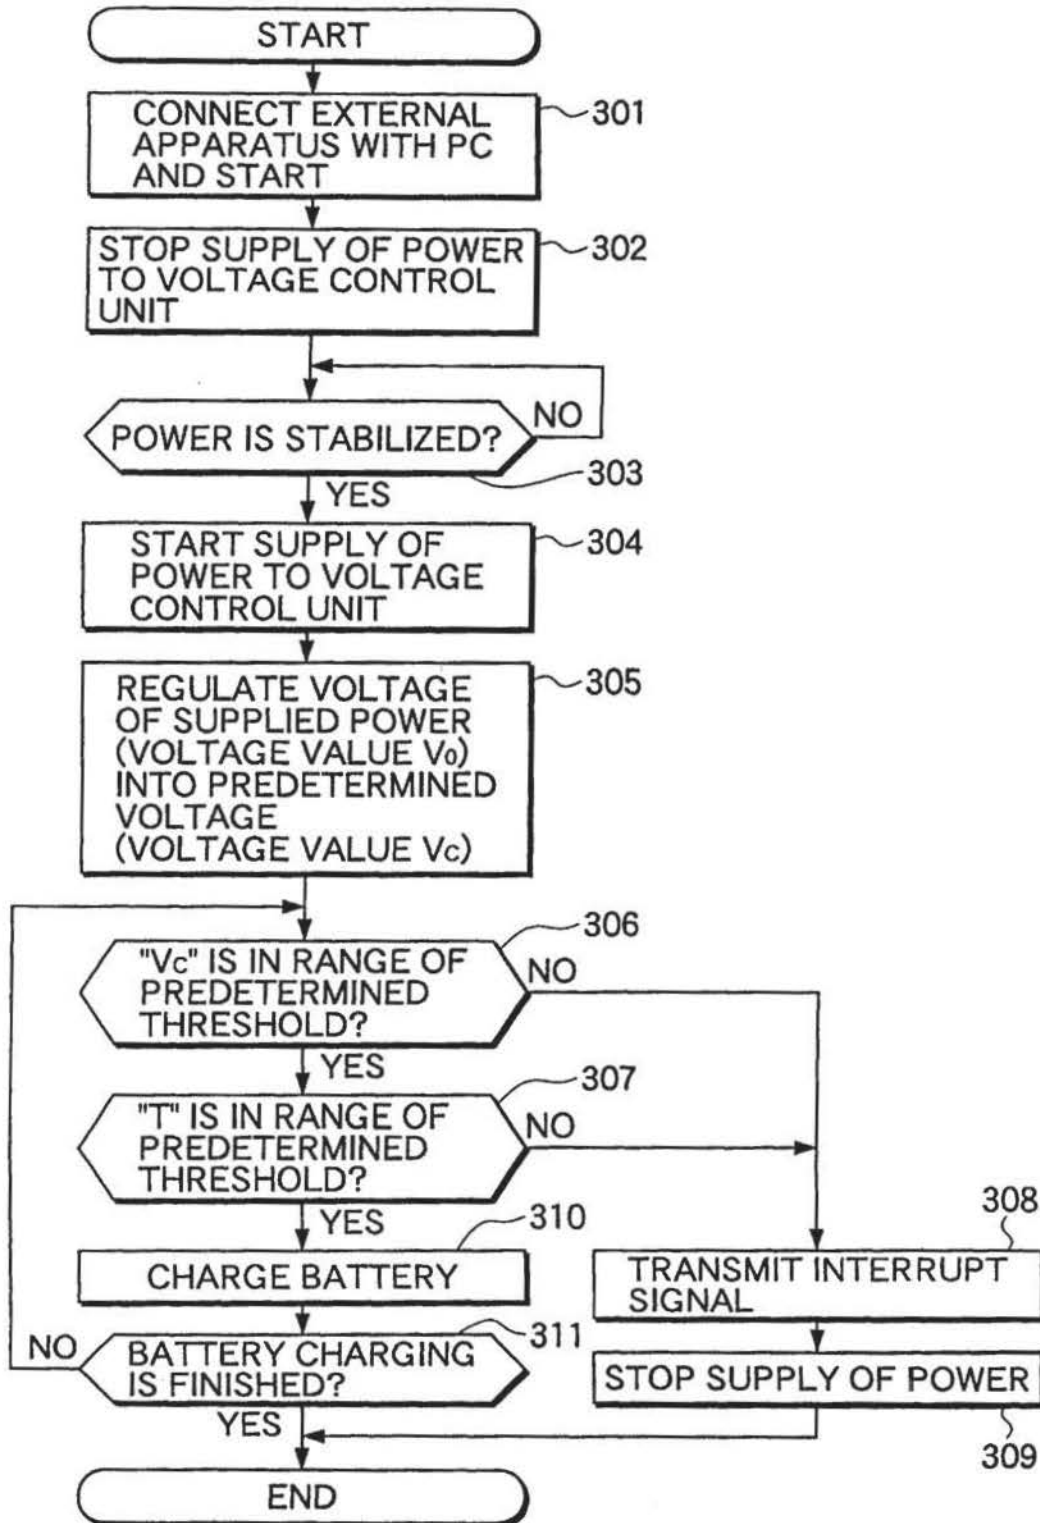 START
CONNECT EXTERNAL
APPARATUS WITH PC
AND START
301
STOP SUPPLY OF POWER
TO VOLTAGE CONTROL
UNIT
302
POWER IS STABILIZED?
NO
303
YES
START SUPPLY OF
POWER TO VOLTAGE
CONTROL UNIT
304
REGULATE VOLTAGE
OF SUPPLIED POWER
(VOLTAGE VALUE V0)
INTO PREDETERMINED
VOLTAGE
(VOLTAGE VALUE VC)
305
"VC" IS IN RANGE OF
PREDETERMINED
THRESHOLD?
306
NO
YES
"T" IS IN RANGE OF
PREDETERMINED
THRESHOLD?
307
NO
YES
CHARGE BATTERY
310
TRANSMIT INTERRUPT
SIGNAL
308
BATTERY CHARGING
IS FINISHED?
311
NO
YES
STOP SUPPLY OF POWER
309
END